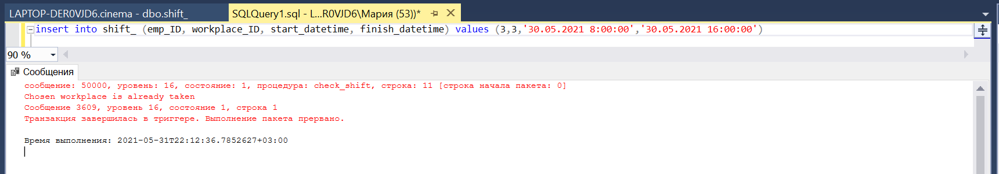 LAPTOP-DER0VJD6.cinema - dbo.shift_
SQLQuery1.sql - L...R0VJD6\Мария (53))*
insert into shift_ (emp_ID, workplace_ID, start_datetime, finish_datetime) values (3,3,'30.05.2021 8:00:00','30.05.2021 16:00:00')
90 %
Сообщения
сообщение: 50000, уровень: 16, состояние: 1, процедура: check_shift, строка: 11 [строка начала пакета: 0]
Chosen workplace is already taken
Сообщение 3609, уровень 16, состояние 1, строка 1
Транзакция завершилась в триггере. Выполнение пакета прервано.
Время выполнения: 2021-05-31T22:12:36.7852627+03:00